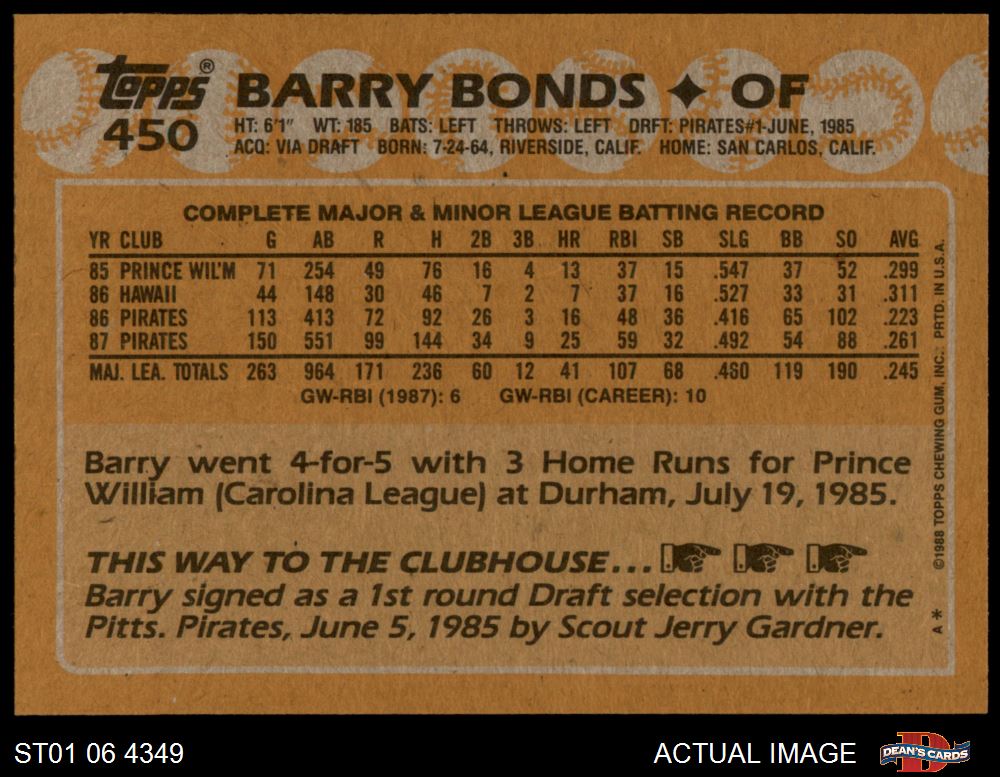 topps® BARRY BONDS ✦ OF
450 HT: 6'1" WT: 185 BATS: LEFT THROWS: LEFT DRFT: PIRATES#1-JUNE, 1985
ACQ: VIA DRAFT BORN: 7-24-64, RIVERSIDE, CALIF. HOME: SAN CARLOS, CALIF.
COMPLETE MAJOR & MINOR LEAGUE BATTING RECORD
YR CLUB G AB R H 2B 3B HR RBI SB SLG BB SO AVG
85 PRINCE WIL'M 71 254 49 76 16 4 13 37 15 .547 37 52 .299
86 HAWAII 44 148 30 46 7 2 7 37 16 .527 33 31 .311
86 PIRATES 113 413 72 92 26 3 16 48 36 .416 65 102 .223
87 PIRATES 150 551 99 144 34 9 25 59 32 .492 54 88 .261
MAJ. LEA. TOTALS 263 964 171 236 60 12 41 107 68 .460 119 190 .245
GW-RBI (1987): 6 GW-RBI (CAREER): 10
Barry went 4-for-5 with 3 Home Runs for Prince
William (Carolina League) at Durham, July 19, 1985.
THIS WAY TO THE CLUBHOUSE...
Barry signed as a 1st round Draft selection with the
Pitts. Pirates, June 5, 1985 by Scout Jerry Gardner.
A* ©1988 TOPPS CHEWING GUM, INC. PRTD. IN U.S.A.
ST01 06 4349 ACTUAL IMAGE DEAN'S CARDS